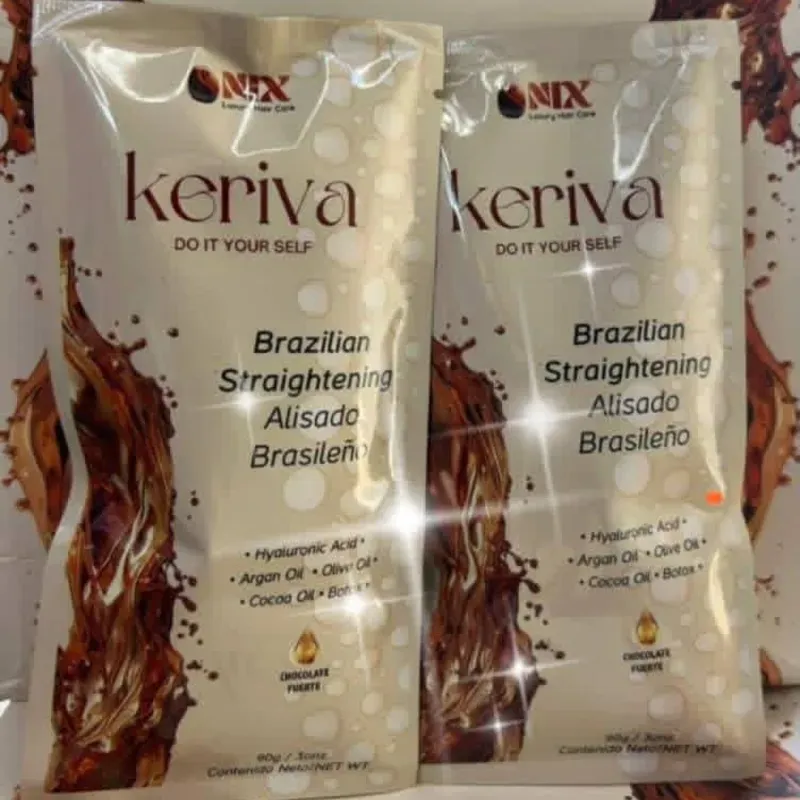 ONIX
Luxury Hair Care
keriva
DO IT YOUR SELF
Brazilian
Straightening
Alisado
Brasileño
• Hyaluronic Acid •
• Argan Oil • Olive Oil •
• Cocoa Oil • Botox •
CHOCOLATE
FUERTE
90g / 3onz
Contenido Neto/NET WT
ONIX
Luxury Hair Care
keriva
DO IT YOUR SELF
Brazilian
Straightening
Alisado
Brasileño
• Hyaluronic Acid •
• Argan Oil • Olive Oil •
• Cocoa Oil • Botox •
CHOCOLATE
FUERTE
90g / 3onz
Contenido Neto/NET WT